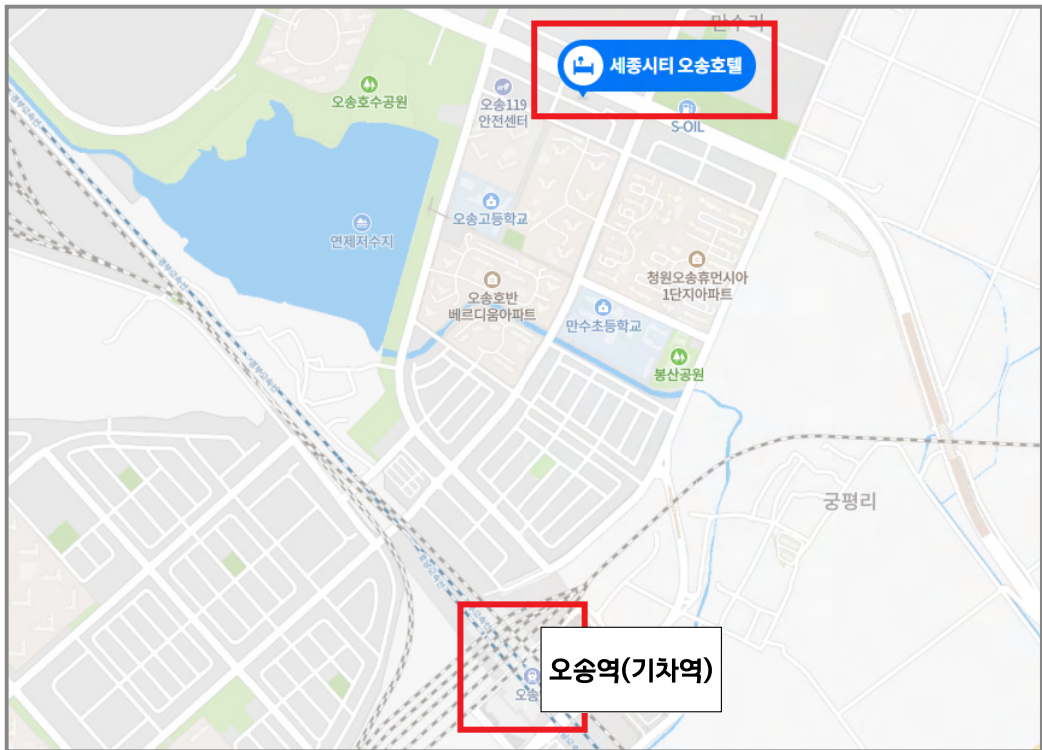 만수리
세종시티 오송호텔
오송호수공원
오송119
안전센터
S-OIL
오송고등학교
연제저수지
청원오송휴먼시아
1단지아파트
오송호반
베르디움아파트
만수초등학교
봉산공원
궁평리
오송역(기차역)
오송